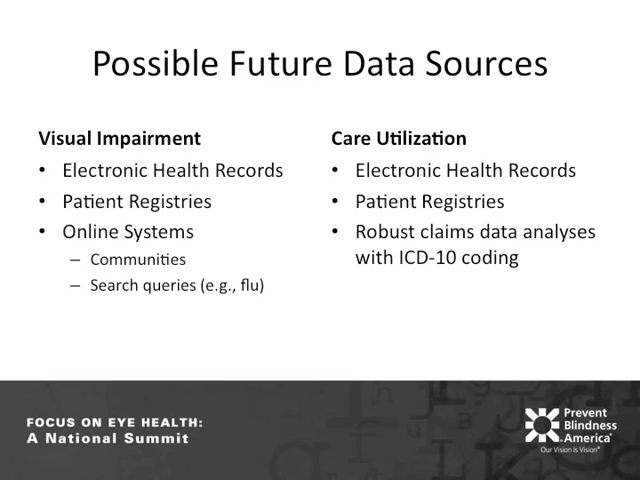 Possible Future Data Sources
Visual Impairment
• Electronic Health Records
• Patient Registries
• Online Systems
– Communities
– Search queries (e.g., flu)
Care Utilization
• Electronic Health Records
• Patient Registries
• Robust claims data analyses
with ICD-10 coding
FOCUS ON EYE HEALTH:
A National Summit
Prevent
Blindness
America®
Our Vision Is Vision®